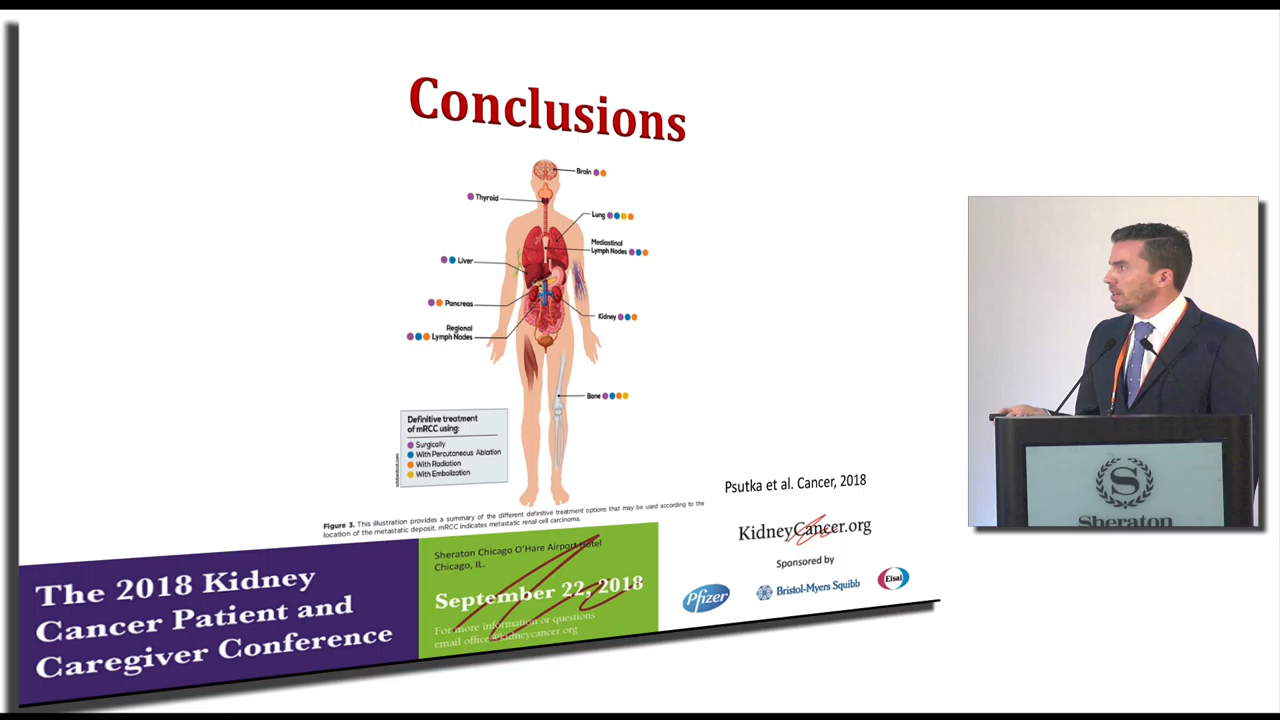 Conclusions
Brain
Thyroid
Lung
Mediastinal
Lymph Nodes
Liver
Pancreas
Kidney
Regional
Lymph Nodes
Bone
Definitive treatment
of mRCC using:
Surgically
With Percutaneous Ablation
With Radiation
With Embolization
Figure 3. This illustration provides a summary of the different definitive treatment options that may be used according to the
location of the metastatic deposit. mRCC indicates metastatic renal cell carcinoma.
Psutka et al. Cancer, 2018
KidneyCancer.org
Sponsored by
Pfizer
Bristol-Myers Squibb
Eisai
The 2018 Kidney
Cancer Patient and
Caregiver Conference
Sheraton Chicago O'Hare Airport Hotel
Chicago, IL.
September 22, 2018
For more information or questions
email office@kidneycancer.org
S
Sheraton